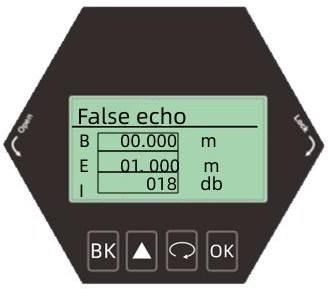 Open
Lock
False echo
B 00.000 m
E 01.000 m
I 018 db
BK OK